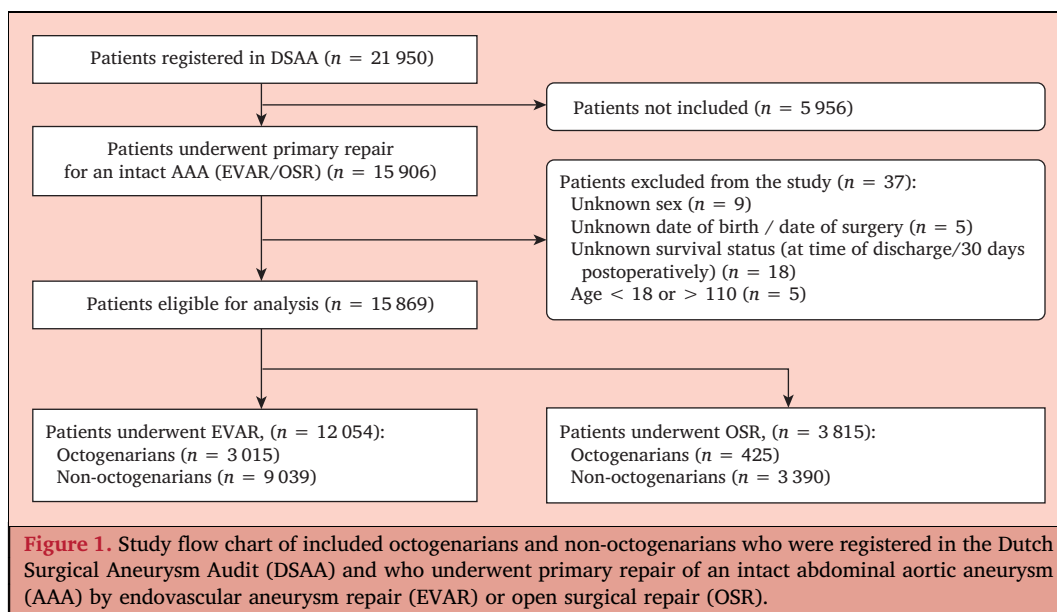 Patients registered in DSAA (n = 21 950)
Patients not included (n = 5 956)
Patients underwent primary repair
for an intact AAA (EVAR/OSR) (n = 15 906)
Patients excluded from the study (n = 37):
Unknown sex (n = 9)
Unknown date of birth / date of surgery (n = 5)
Unknown survival status (at time of discharge/30 days
postoperatively) (n = 18)
Age < 18 or > 110 (n = 5)
Patients eligible for analysis (n = 15 869)
Patients underwent EVAR, (n = 12 054):
Octogenarians (n = 3 015)
Non-octogenarians (n = 9 039)
Patients underwent OSR, (n = 3 815):
Octogenarians (n = 425)
Non-octogenarians (n = 3 390)
Figure 1. Study flow chart of included octogenarians and non-octogenarians who were registered in the Dutch
Surgical Aneurysm Audit (DSAA) and who underwent primary repair of an intact abdominal aortic aneurysm
(AAA) by endovascular aneurysm repair (EVAR) or open surgical repair (OSR).